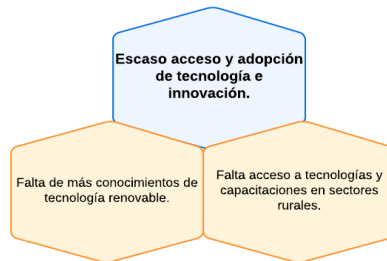 Escaso acceso y adopción
de tecnología e
innovación.
Falta de más conocimientos de
tecnología renovable.
Falta acceso a tecnologías y
capacitaciones en sectores
rurales.